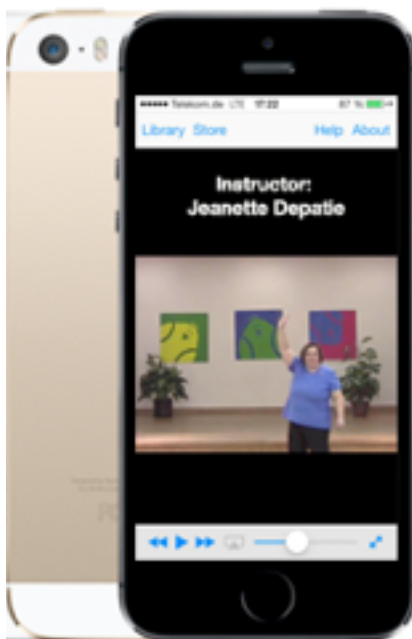 Telekom.de LTE 17:22 87 %
Library Store Help About
Instructor:
Jeanette Depatie